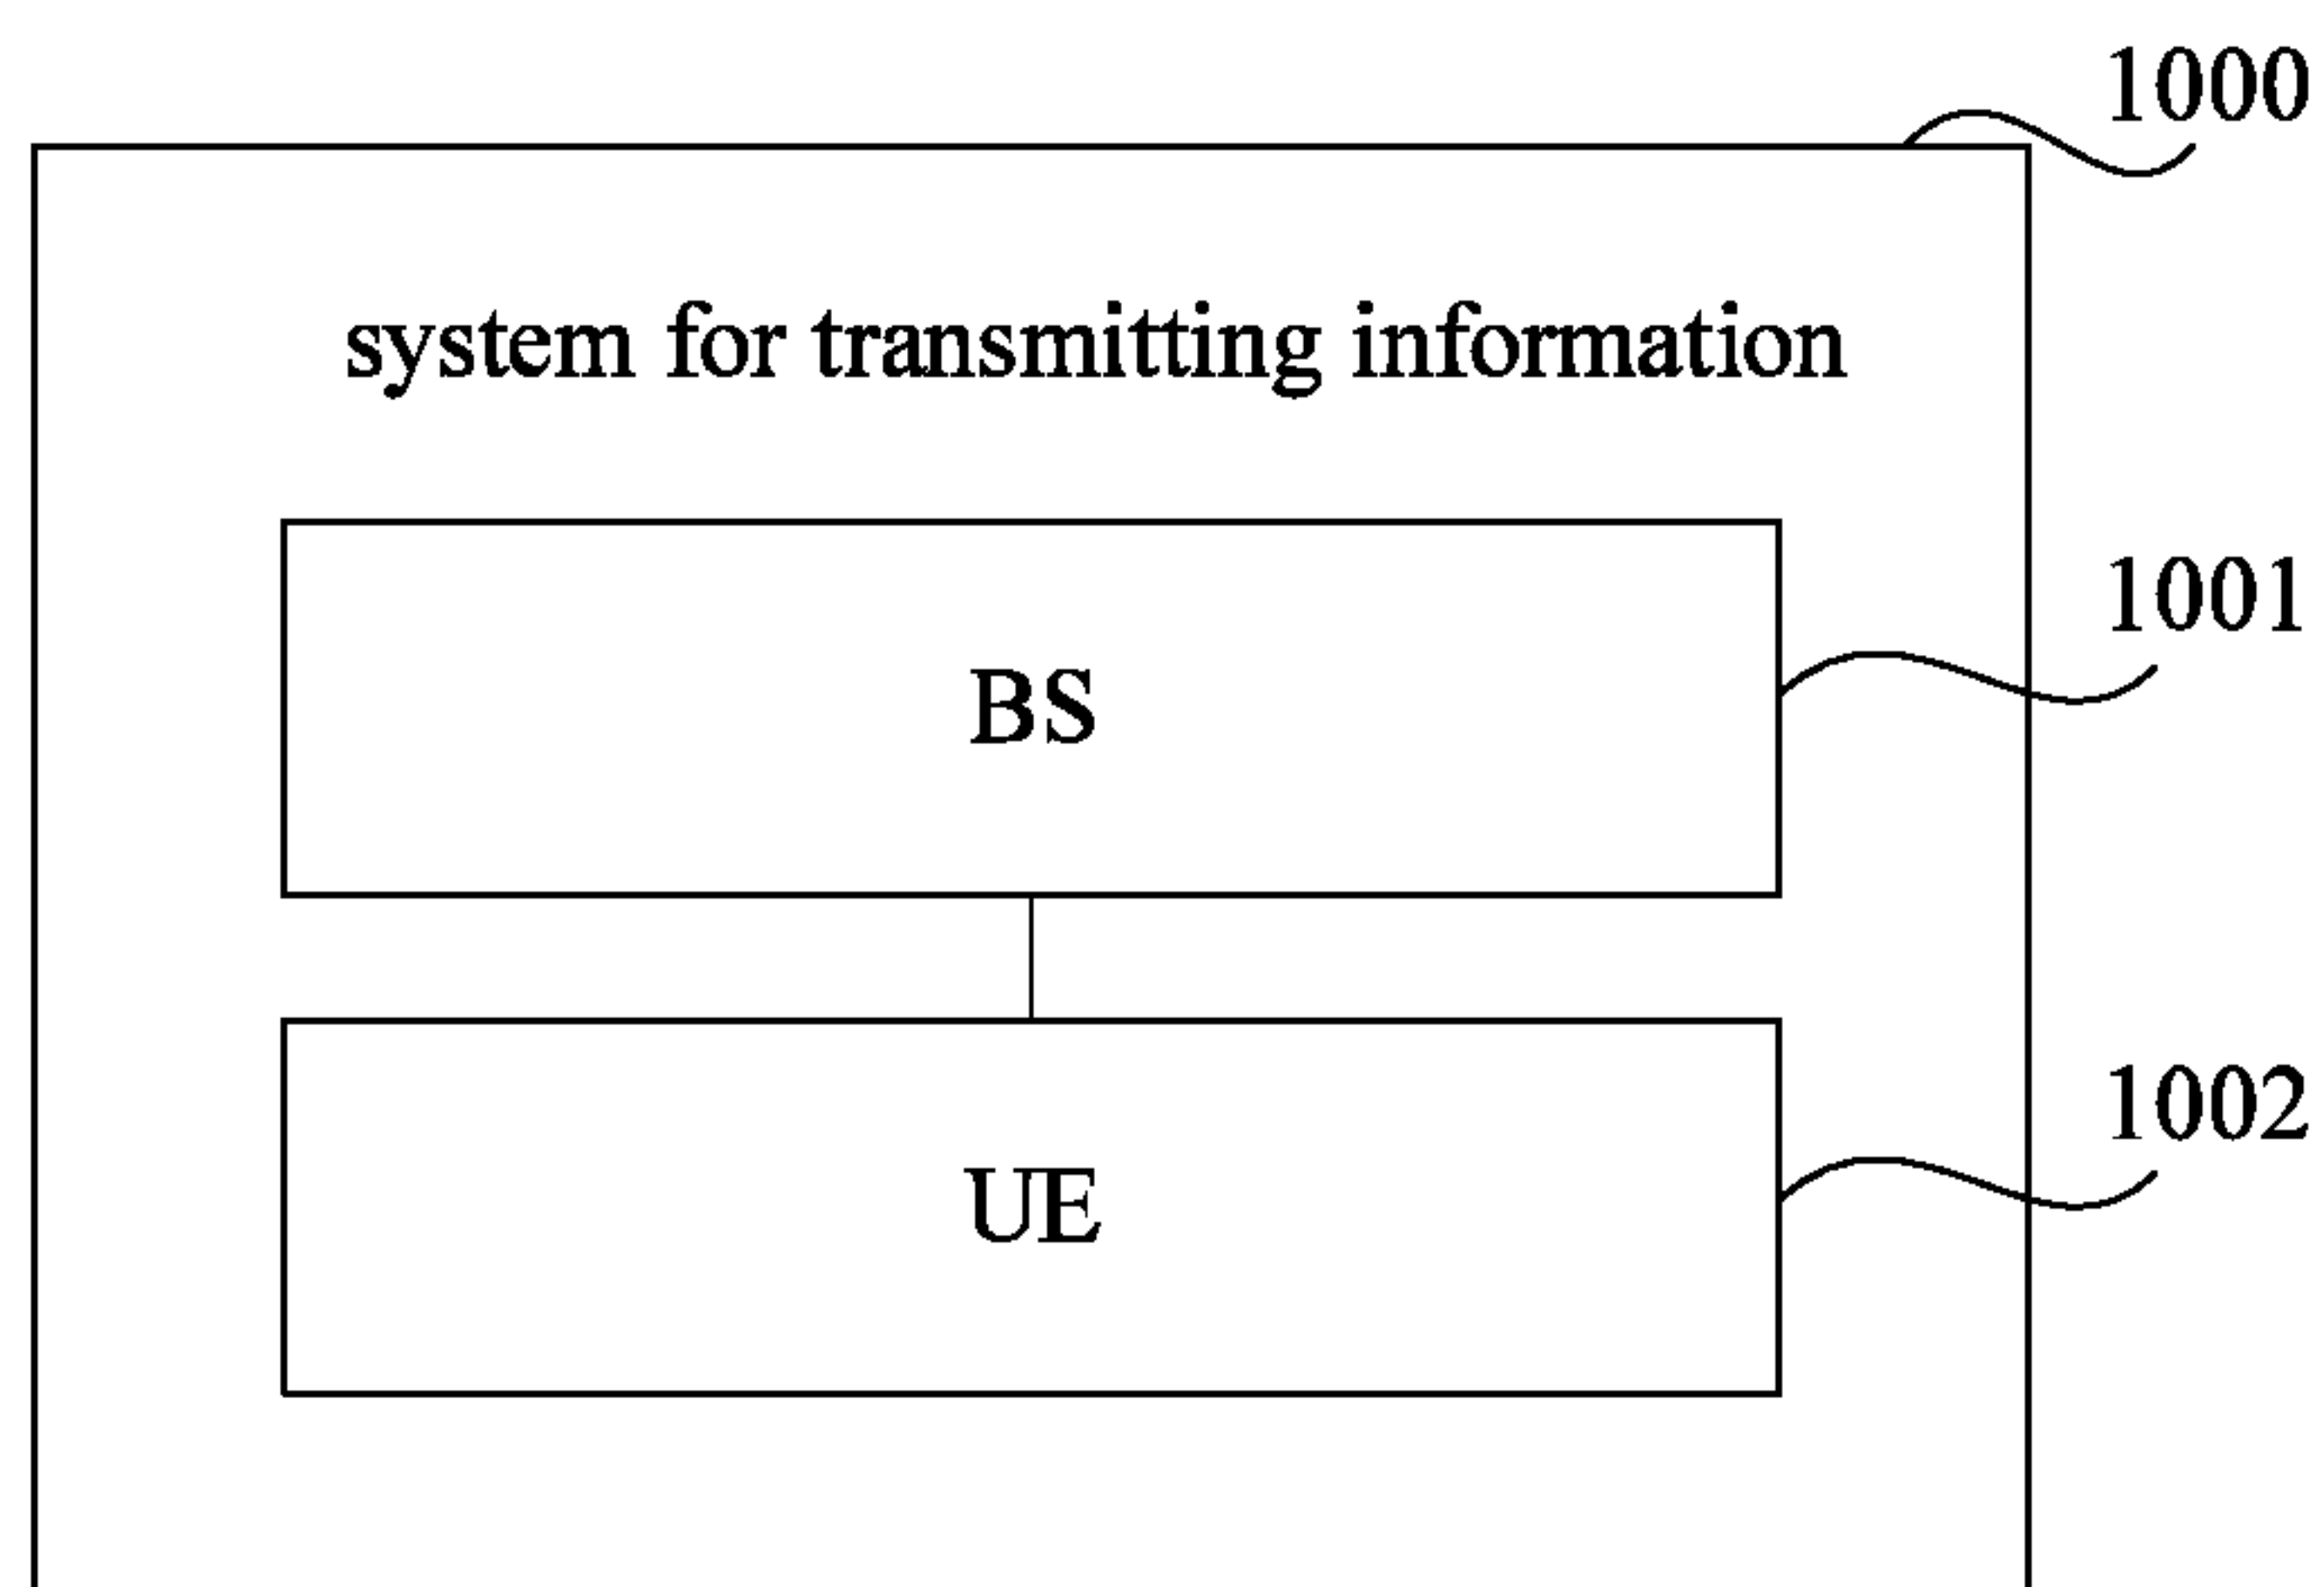 1000
system for transmitting information
1001
BS
1002
UE